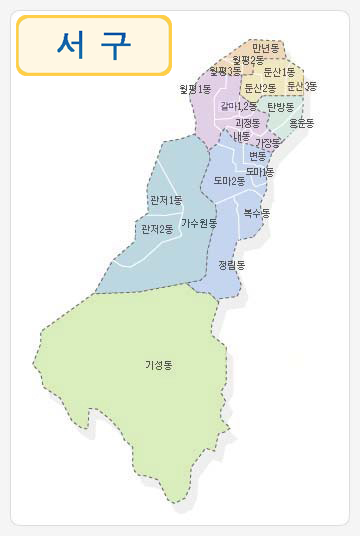 서 구
만년동
월평2동
월평3동
둔산1동
월평1동
둔산2동
둔산3동
갈마1,2동
탄방동
괴정동
용문동
내동
가장동
변동
도마1동
도마2동
관저1동
복수동
가수원동
관저2동
정림동
기성동